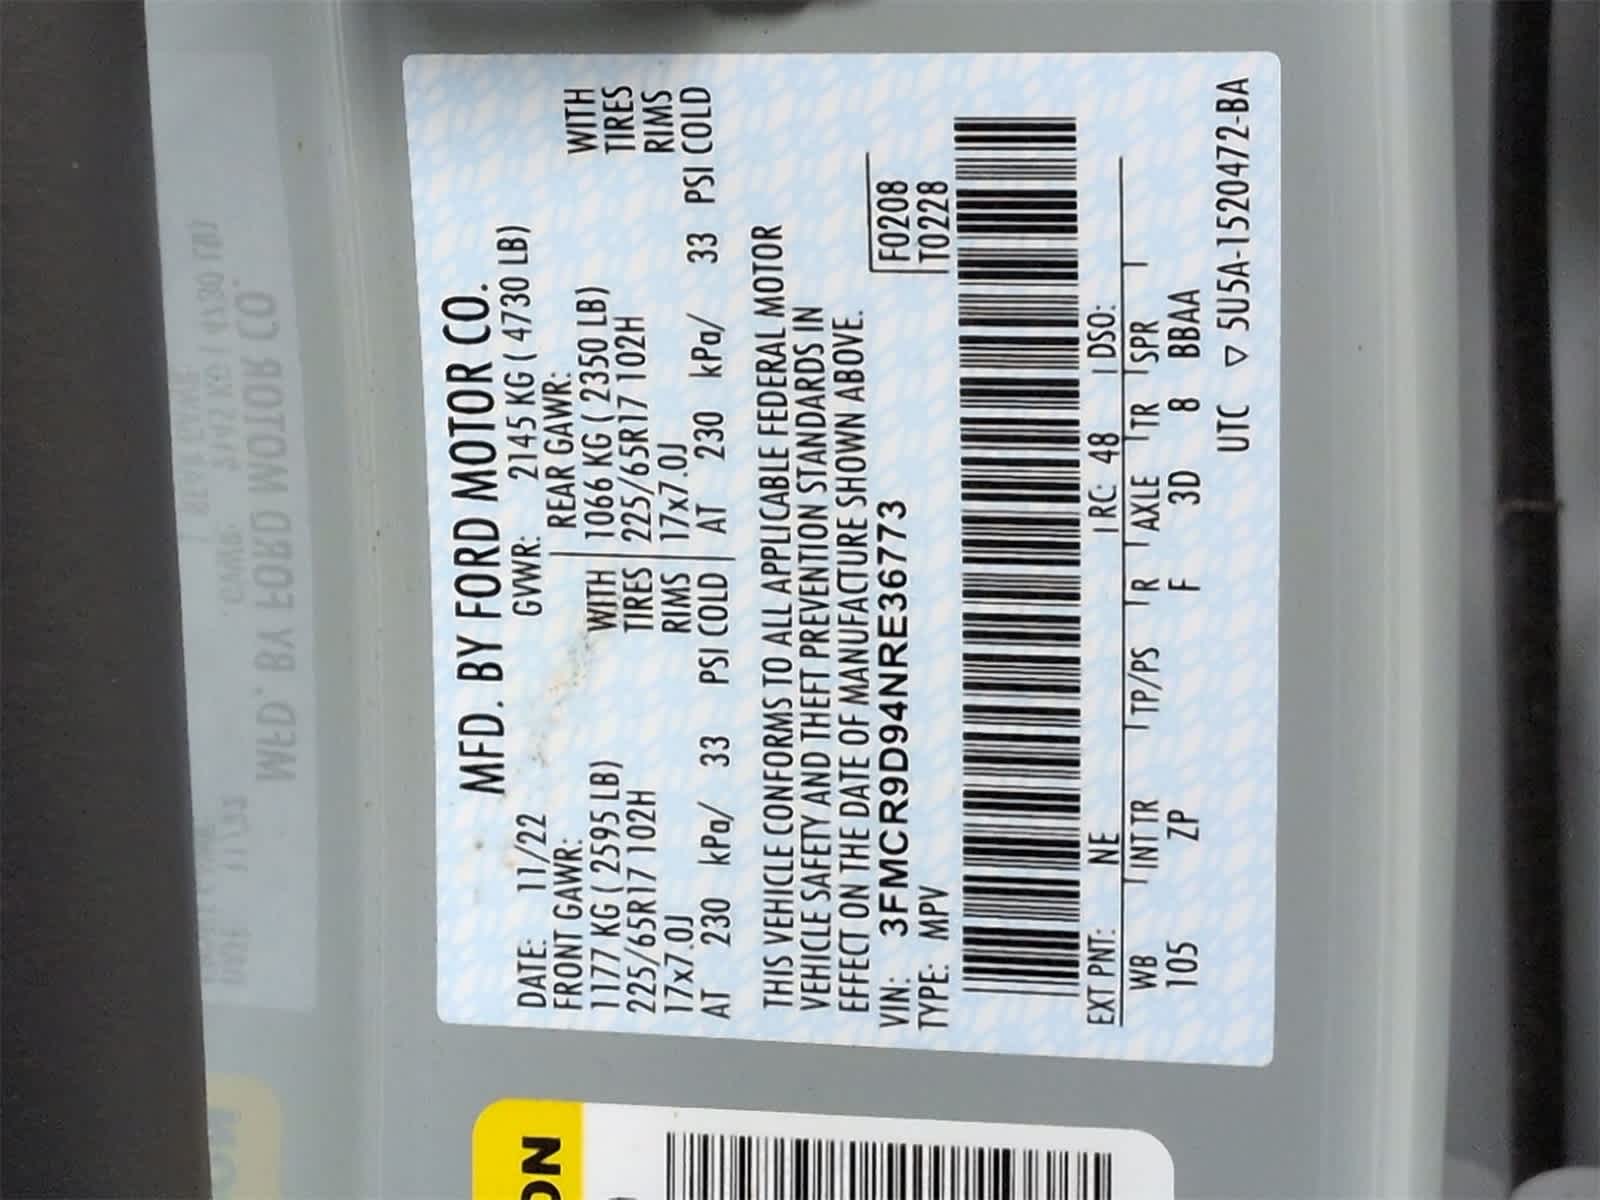 MFD. BY FORD MOTOR CO.
DATE: 11/22 GVWR: 2145 KG ( 4730 LB)
FRONT GAWR: REAR GAWR:
1177 KG ( 2595 LB) WITH 1066 KG ( 2350 LB) WITH
225/65R17 102H TIRES 225/65R17 102H TIRES
17x7.0J RIMS 17x7.0J RIMS
AT 230 kPa/ 33 PSI COLD AT 230 kPa/ 33 PSI COLD
THIS VEHICLE CONFORMS TO ALL APPLICABLE FEDERAL MOTOR
VEHICLE SAFETY AND THEFT PREVENTION STANDARDS IN
EFFECT ON THE DATE OF MANUFACTURE SHOWN ABOVE.
VIN: 3FMCR9D94NRE36773 F0208
TYPE: MPV T0228
EXT PNT: NE RC: 48 DSO:
WB INT TR TP/PS R AXLE TR SPR
105 ZP F 3D 8 BBAA
UTC ▽ 5U5A-1520472-BA